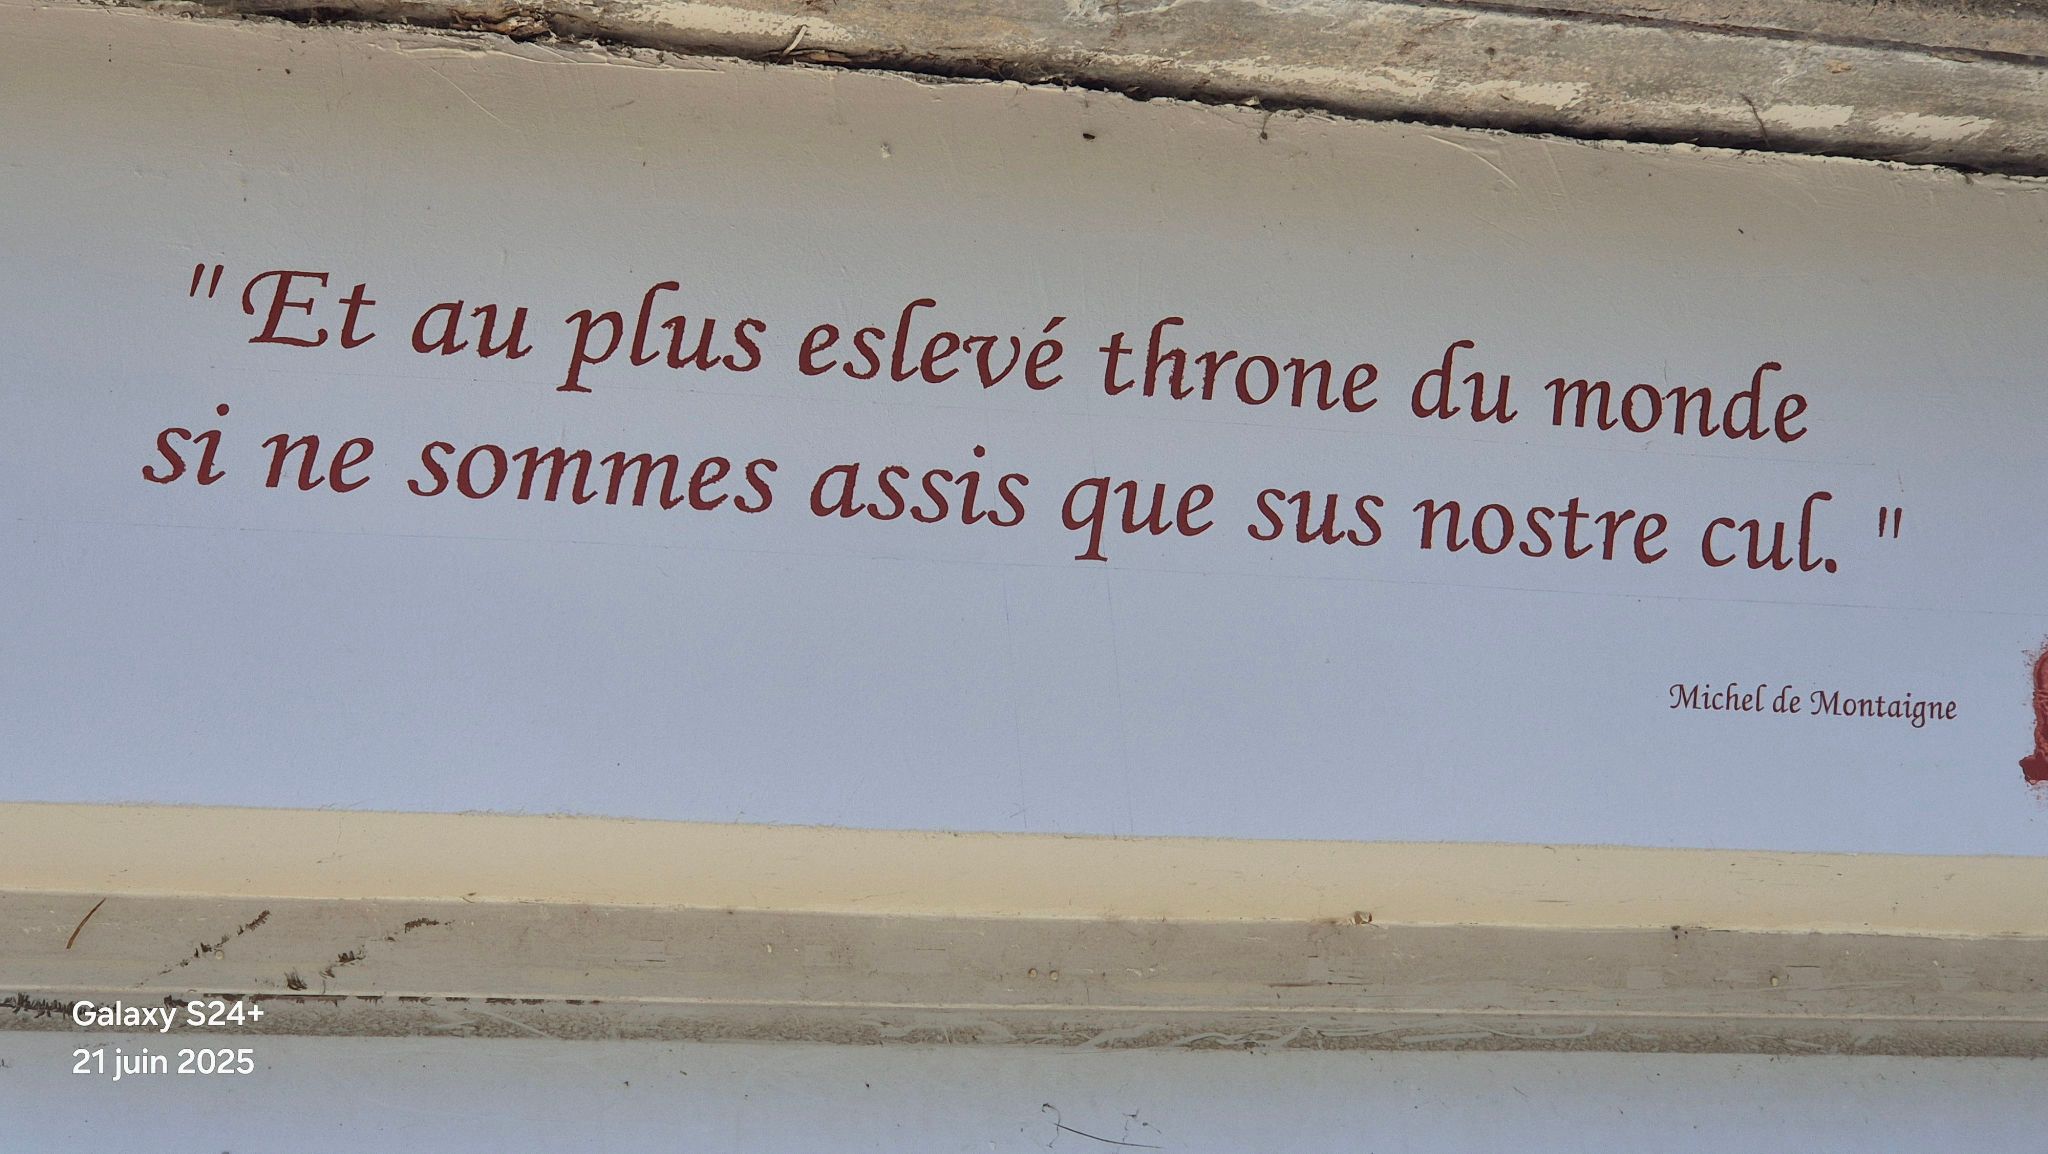 "Et au plus eslevé throne du monde
si ne sommes assis que sus nostre cul. "
Michel de Montaigne
Galaxy S24+
21 juin 2025